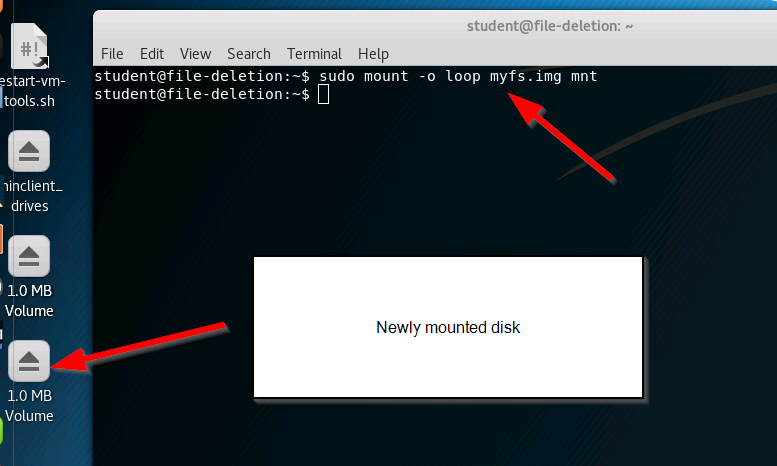 student@file-deletion: ~
File Edit View Search Terminal Help
student@file-deletion:~$ sudo mount -o loop myfs.img mnt
student@file-deletion:~$
#!
estart-vm-
tools.sh
hinclient_
drives
1.0 MB
Volume
1.0 MB
Volume
Newly mounted disk